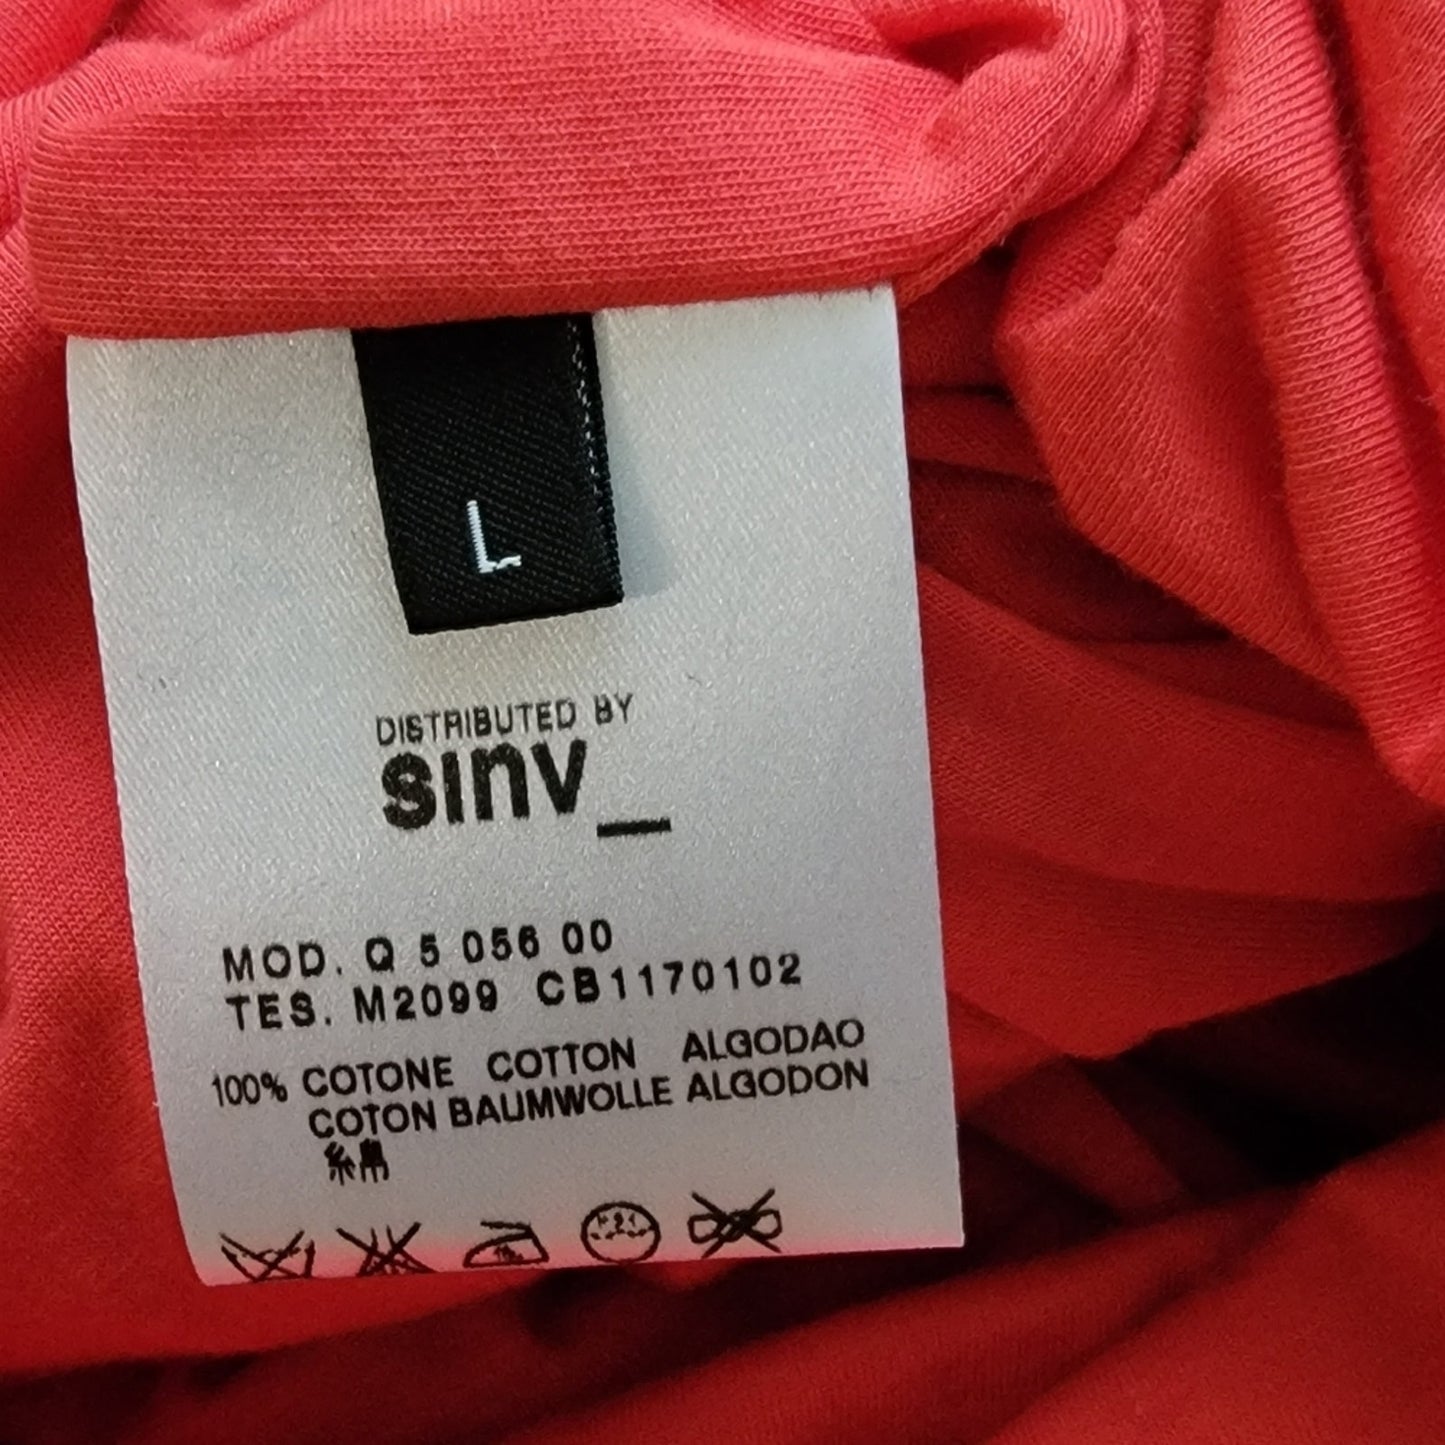 L
DISTRIBUTED BY
sinv_
MOD. Q 5 056 00
TES. M2099 CB1170102
100% COTONE COTTON ALGODAO
COTON BAUMWOLLE ALGODON